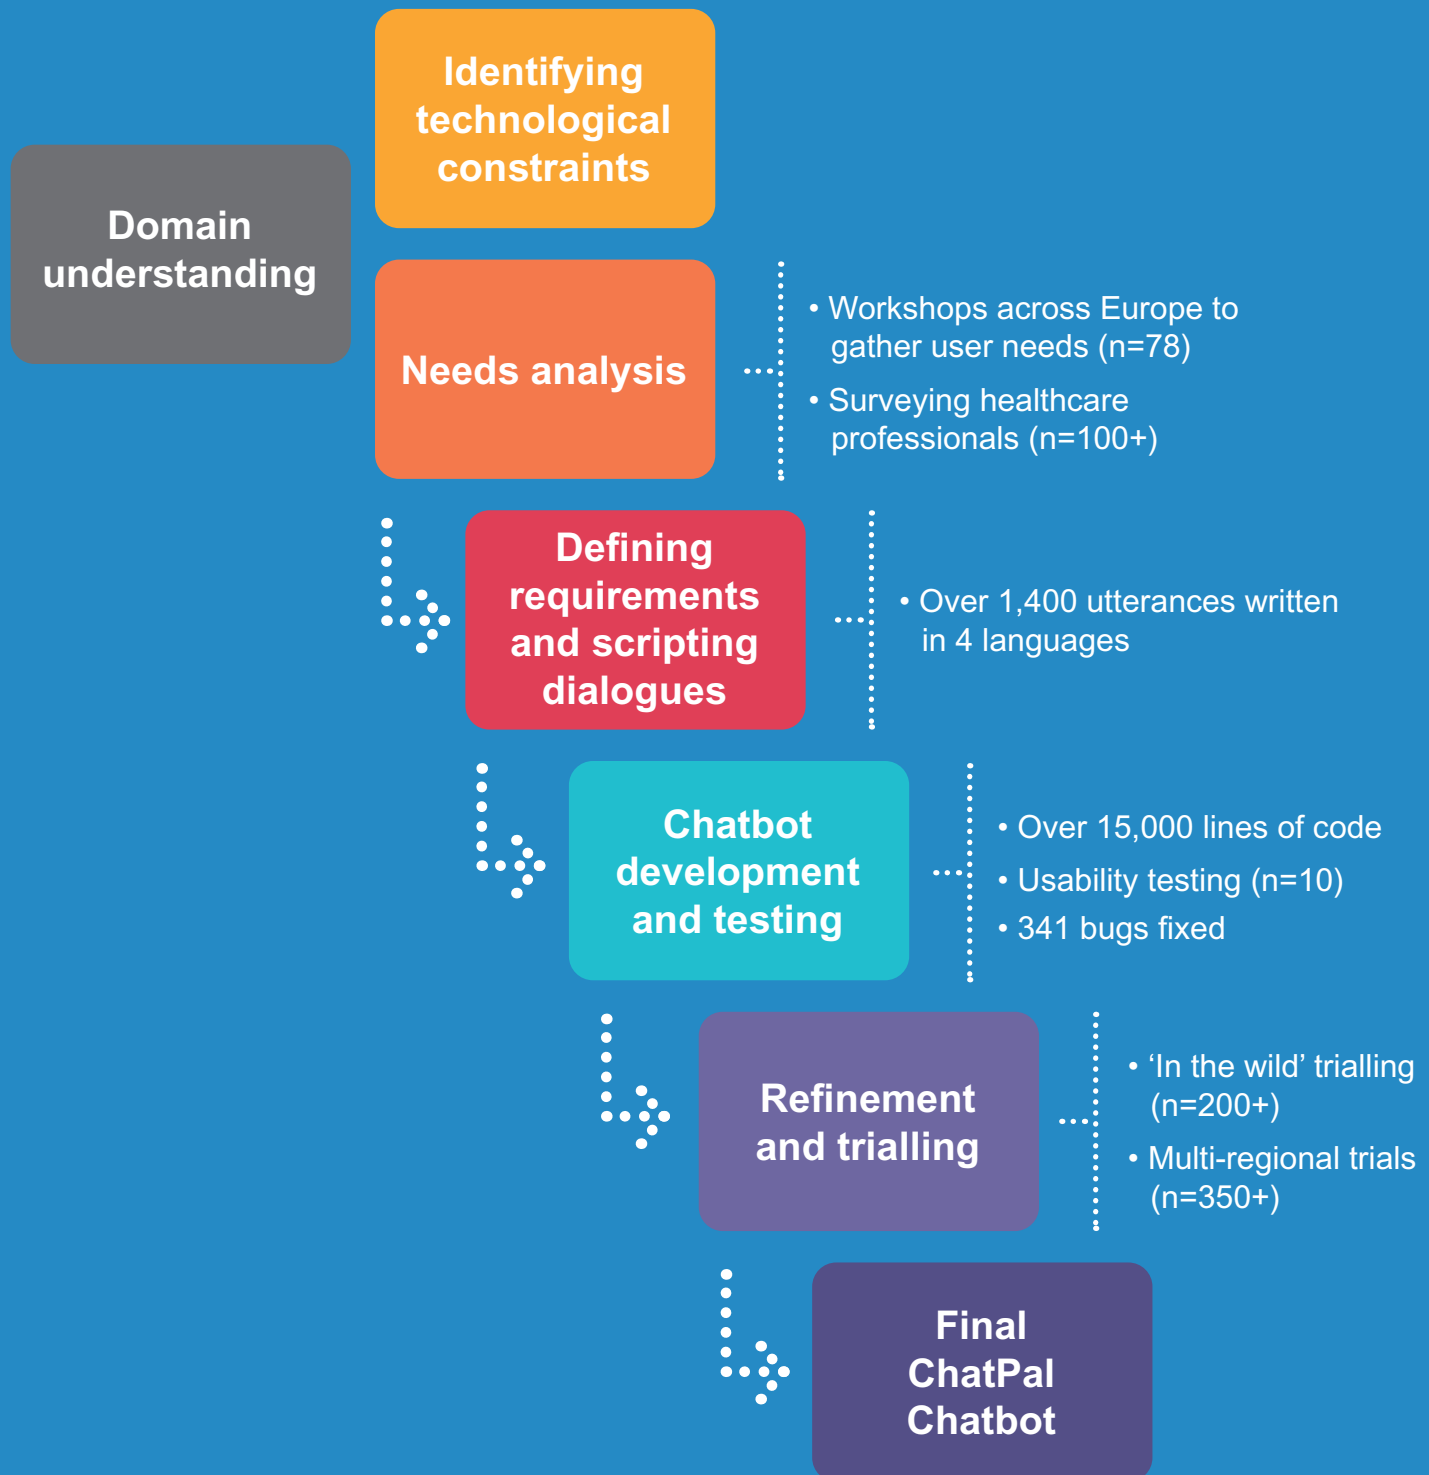 Identifying
technological
constraints
Domain
understanding
Needs analysis
• Workshops across Europe to
gather user needs (n=78)
• Surveying healthcare
professionals (n=100+)
Defining
requirements
and scripting
dialogues
• Over 1,400 utterances written
in 4 languages
Chatbot
development
and testing
• Over 15,000 lines of code
• Usability testing (n=10)
• 341 bugs fixed
Refinement
and trialling
• ‘In the wild’ trialling
(n=200+)
• Multi-regional trials
(n=350+)
Final
ChatPal
Chatbot